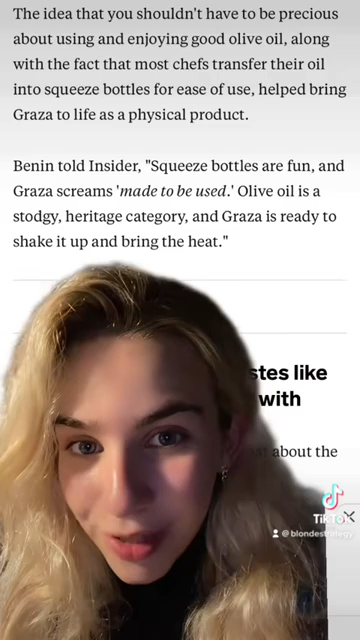 The idea that you shouldn't have to be precious
about using and enjoying good olive oil, along
with the fact that most chefs transfer their oil
into squeeze bottles for ease of use, helped bring
Graza to life as a physical product.
Benin told Insider, "Squeeze bottles are fun, and
Graza screams 'made to be used.' Olive oil is a
stodgy, heritage category, and Graza is ready to
shake it up and bring the heat."
stes like
with
about the
TikTok
@blondestrategy